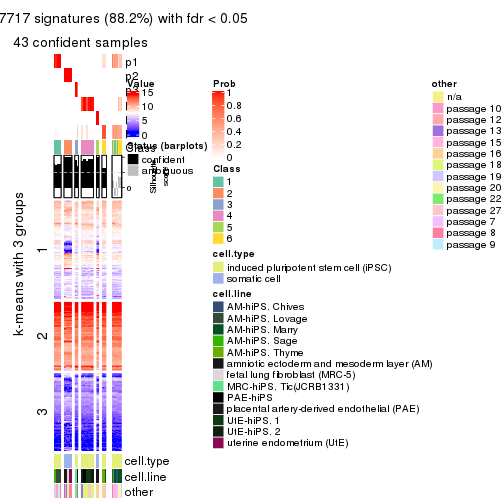 7717 signatures (88.2%) with fdr < 0.05
43 confident samples
p1
p2
Value
15
10
5
0
Class
Status (barplots)
confident
ambiguous
0
Silhouette
score
k-means with 3 groups
1
2
3
cell.type
cell.line
other
Prob
1
0.8
0.6
0.4
0.2
0
Class
1
2
3
4
5
6
cell.type
induced pluripotent stem cell (iPSC)
somatic cell
cell.line
AM-hiPS. Chives
AM-hiPS. Lovage
AM-hiPS. Marry
AM-hiPS. Sage
AM-hiPS. Thyme
amniotic ectoderm and mesoderm layer (AM)
fetal lung fibroblast (MRC-5)
MRC-hiPS. Tic(JCRB1331)
PAE-hiPS
placental artery-derived endothelial (PAE)
UtE-hiPS. 1
UtE-hiPS. 2
uterine endometrium (UtE)
other
n/a
passage 10
passage 12
passage 13
passage 15
passage 16
passage 18
passage 19
passage 20
passage 22
passage 27
passage 7
passage 8
passage 9